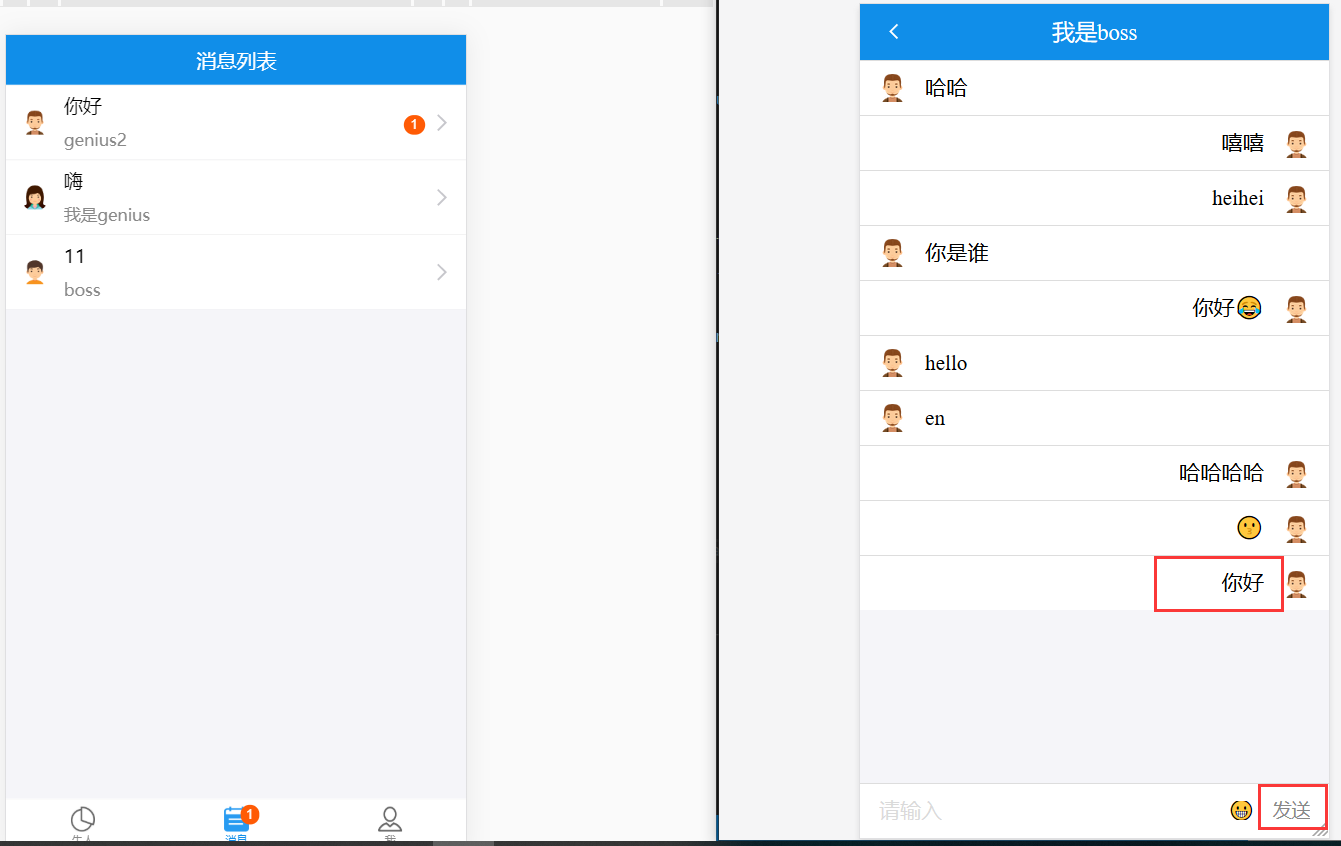 消息列表
你好
genius2
1
嗨
我是genius
11
boss
1
牛人
消息
我
我是boss
哈哈
嘻嘻
heihei
你是谁
你好😂
hello
en
哈哈哈哈
😗
你好
请输入
😀
发送